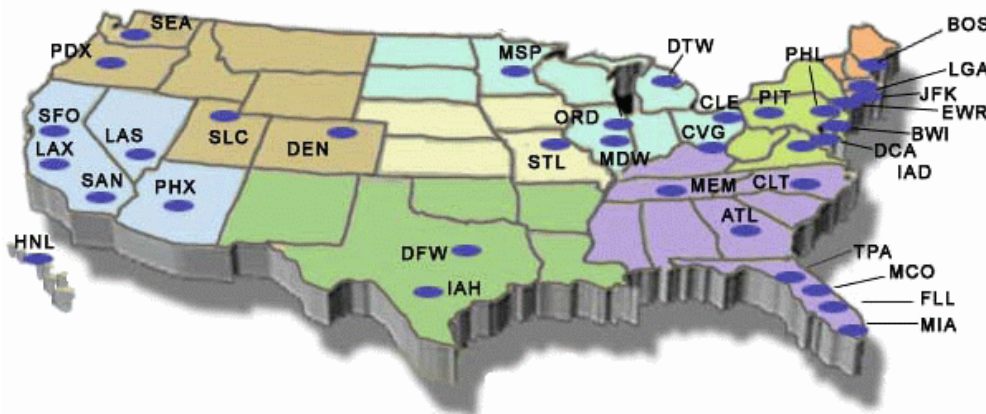 SEA
BOS
PDX
MSP
DTW
PHL
LGA
JFK
EWR
SFO
LAS
SLC
DEN
ORD
CLE
PIT
BWI
LAX
STL
MDW
CVG
DCA
IAD
SAN
PHX
MEM
CLT
ATL
HNL
DFW
TPA
MCO
IAH
FLL
MIA